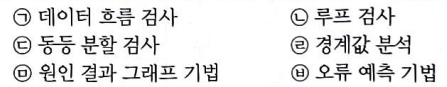 ㉠ 데이터 흐름 검사 ㉡ 루프 검사
㉢ 동등 분할 검사 ㉣ 경계값 분석
㉤ 원인 결과 그래프 기법 ㉥ 오류 예측 기법